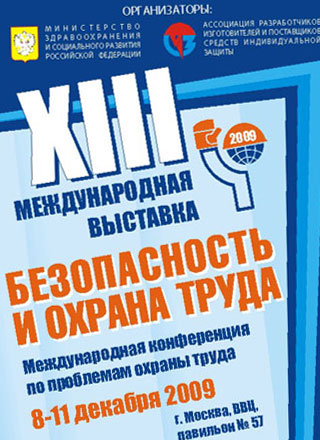 ОРГАНИЗАТОРЫ:
МИНИСТЕРСТВО
ЗДРАВООХРАНЕНИЯ
И СОЦИАЛЬНОГО РАЗВИТИЯ
РОССИЙСКОЙ ФЕДЕРАЦИИ
АССОЦИАЦИЯ РАЗРАБОТЧИКОВ,
ИЗГОТОВИТЕЛЕЙ И ПОСТАВЩИКОВ
СРЕДСТВ ИНДИВИДУАЛЬНОЙ
ЗАЩИТЫ
XIII
2009
МЕЖДУНАРОДНАЯ
ВЫСТАВКА
БЕЗОПАСНОСТЬ
И ОХРАНА ТРУДА
Международная конференция
по проблемам охраны труда
8-11 декабря 2009
г. Москва, ВВЦ,
павильон № 57